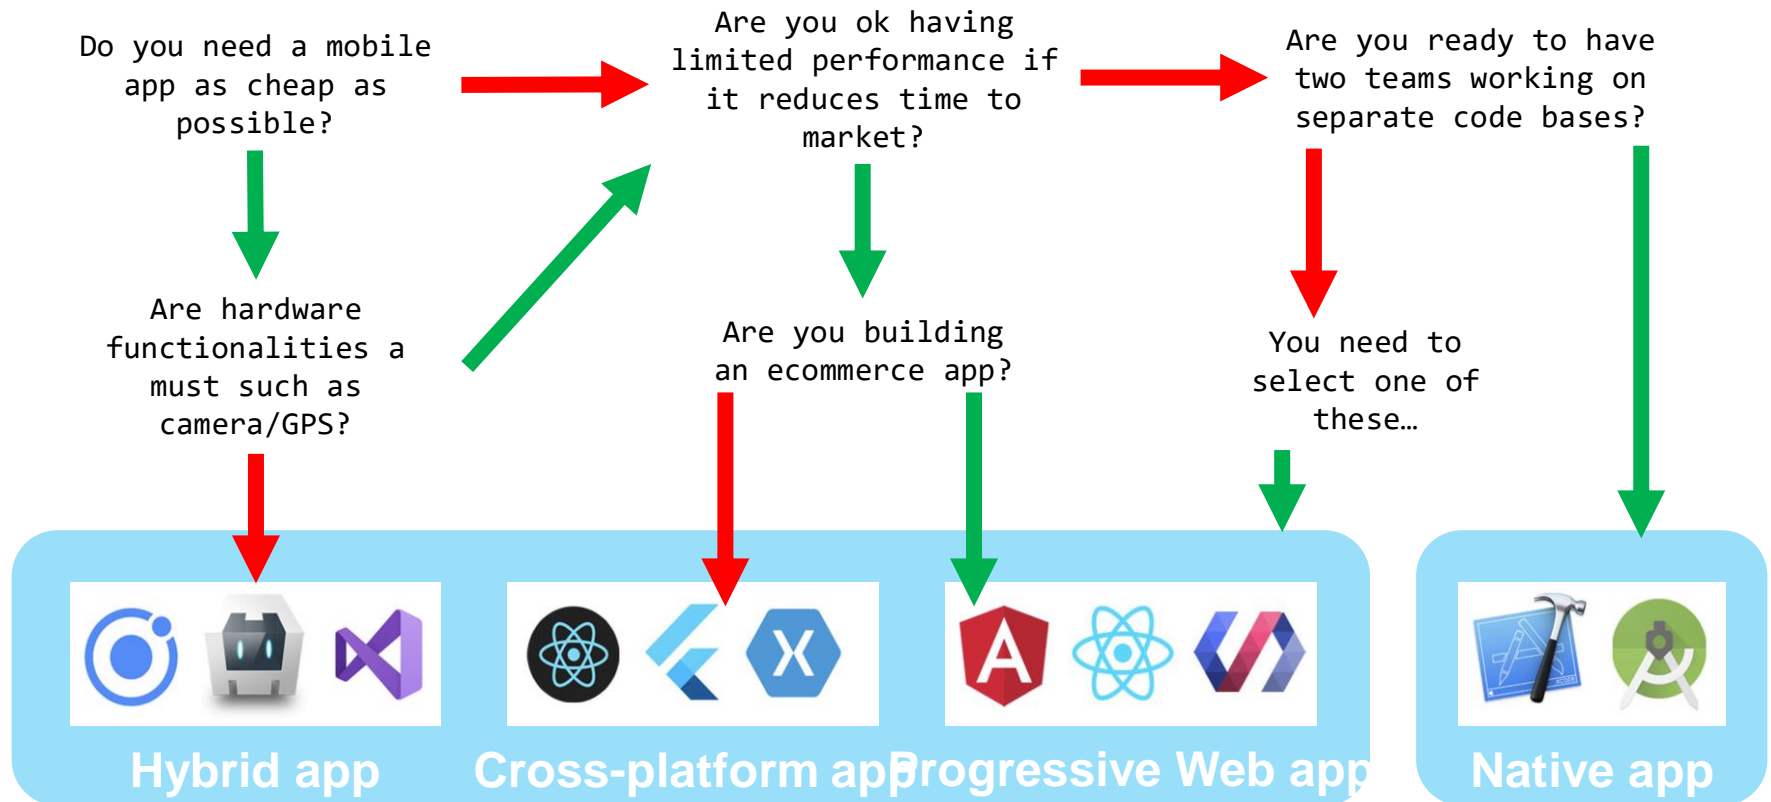 Do you need a mobile
app as cheap as
possible?
Are you ok having
limited performance if
it reduces time to
market?
Are you ready to have
two teams working on
separate code bases?
Are hardware
functionalities a
must such as
camera/GPS?
Are you building
an ecommerce app?
You need to
select one of
these…
Hybrid app
Cross-platform app
Progressive Web app
Native app